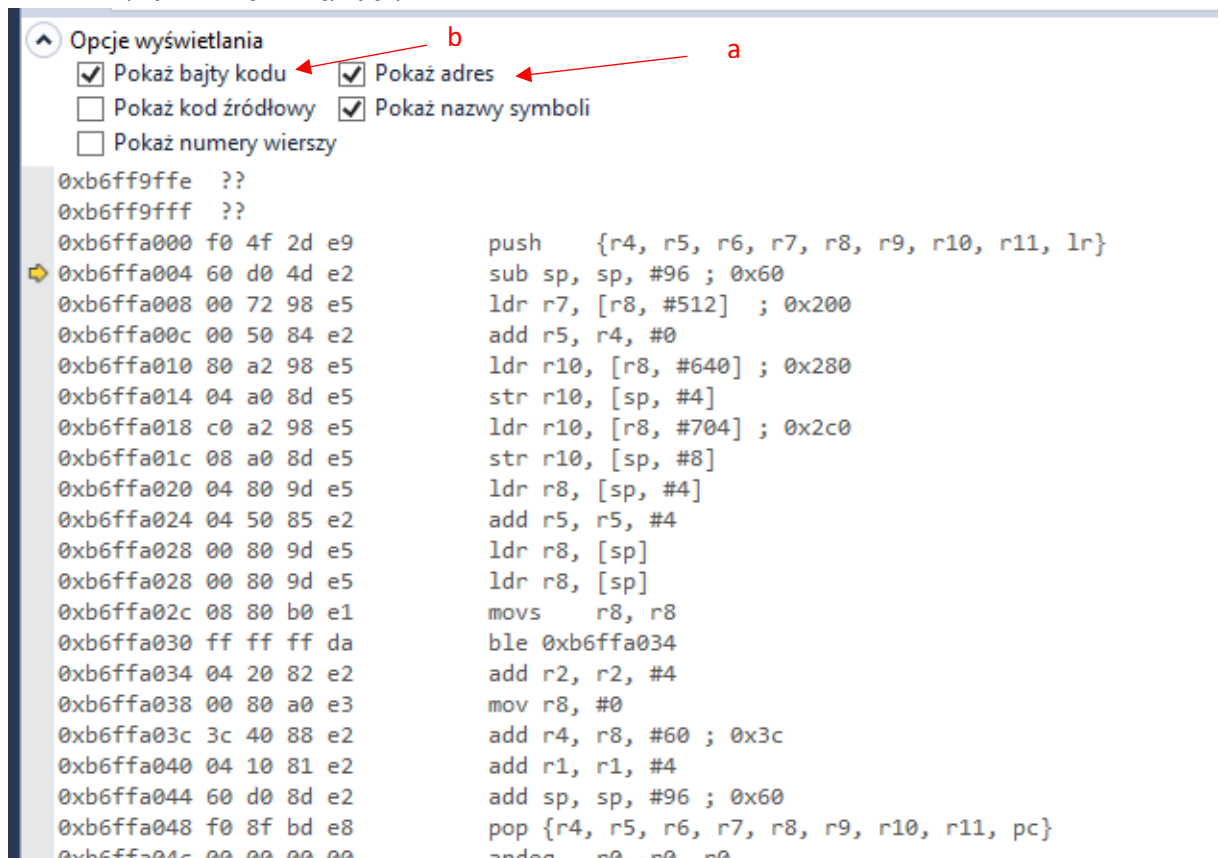 Opcje wyświetlania b a
Pokaż bajty kodu Pokaż adres
Pokaż kod źródłowy Pokaż nazwy symboli
Pokaż numery wierszy
0xb6ff9ffe ??
0xb6ff9fff ??
0xb6ffa000 f0 4f 2d e9 push {r4, r5, r6, r7, r8, r9, r10, r11, lr}
0xb6ffa004 60 d0 4d e2 sub sp, sp, #96 ; 0x60
0xb6ffa008 00 72 98 e5 ldr r7, [r8, #512] ; 0x200
0xb6ffa00c 00 50 84 e2 add r5, r4, #0
0xb6ffa010 80 a2 98 e5 ldr r10, [r8, #640] ; 0x280
0xb6ffa014 04 a0 8d e5 str r10, [sp, #4]
0xb6ffa018 c0 a2 98 e5 ldr r10, [r8, #704] ; 0x2c0
0xb6ffa01c 08 a0 8d e5 str r10, [sp, #8]
0xb6ffa020 04 80 9d e5 ldr r8, [sp, #4]
0xb6ffa024 04 50 85 e2 add r5, r5, #4
0xb6ffa028 00 80 9d e5 ldr r8, [sp]
0xb6ffa028 00 80 9d e5 ldr r8, [sp]
0xb6ffa02c 08 80 b0 e1 movs r8, r8
0xb6ffa030 ff ff ff da ble 0xb6ffa034
0xb6ffa034 04 20 82 e2 add r2, r2, #4
0xb6ffa038 00 80 a0 e3 mov r8, #0
0xb6ffa03c 3c 40 88 e2 add r4, r8, #60 ; 0x3c
0xb6ffa040 04 10 81 e2 add r1, r1, #4
0xb6ffa044 60 d0 8d e2 add sp, sp, #96 ; 0x60
0xb6ffa048 f0 8f bd e8 pop {r4, r5, r6, r7, r8, r9, r10, r11, pc}
0xb6ffa04c 00 00 00 00 andeq r0, r0, r0